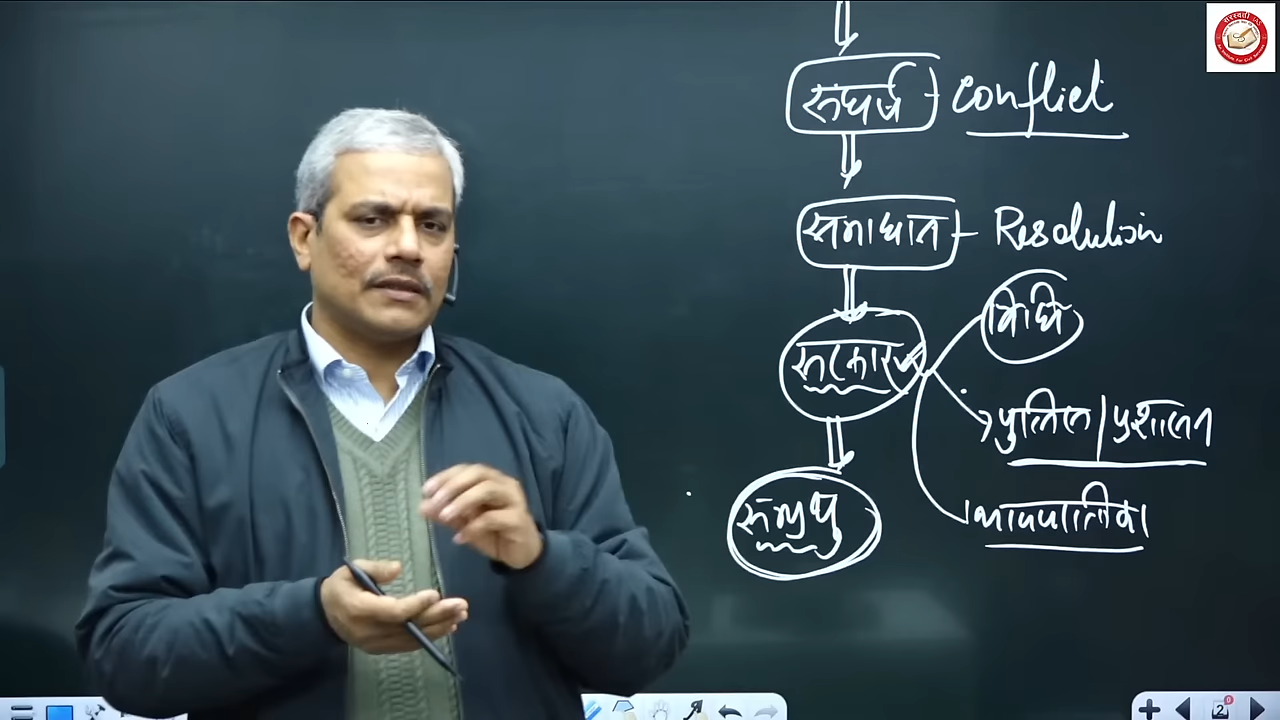 संघर्ष - Conflict
समाधान - Resolution
विधि
सरकार
पुलिस/प्रशासन
संप्रभु
न्यायपालिका